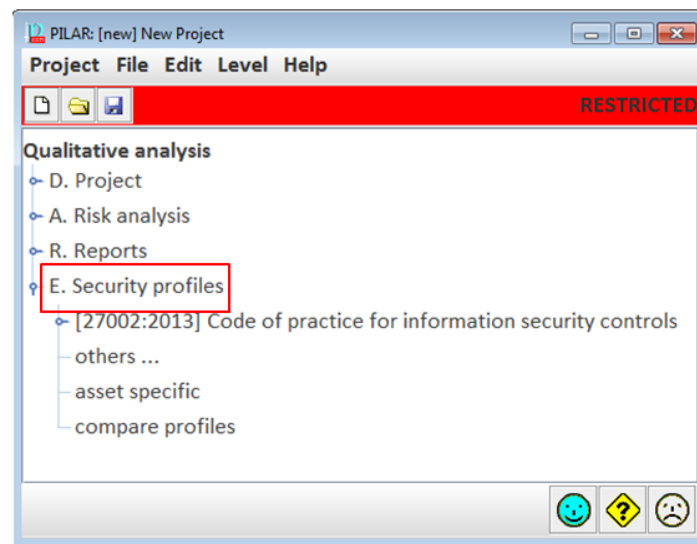 PILAR: [new] New Project
Project File Edit Level Help
RESTRICTED
Qualitative analysis
D. Project
A. Risk analysis
R. Reports
E. Security profiles
[27002:2013] Code of practice for information security controls
others ...
asset specific
compare profiles
?